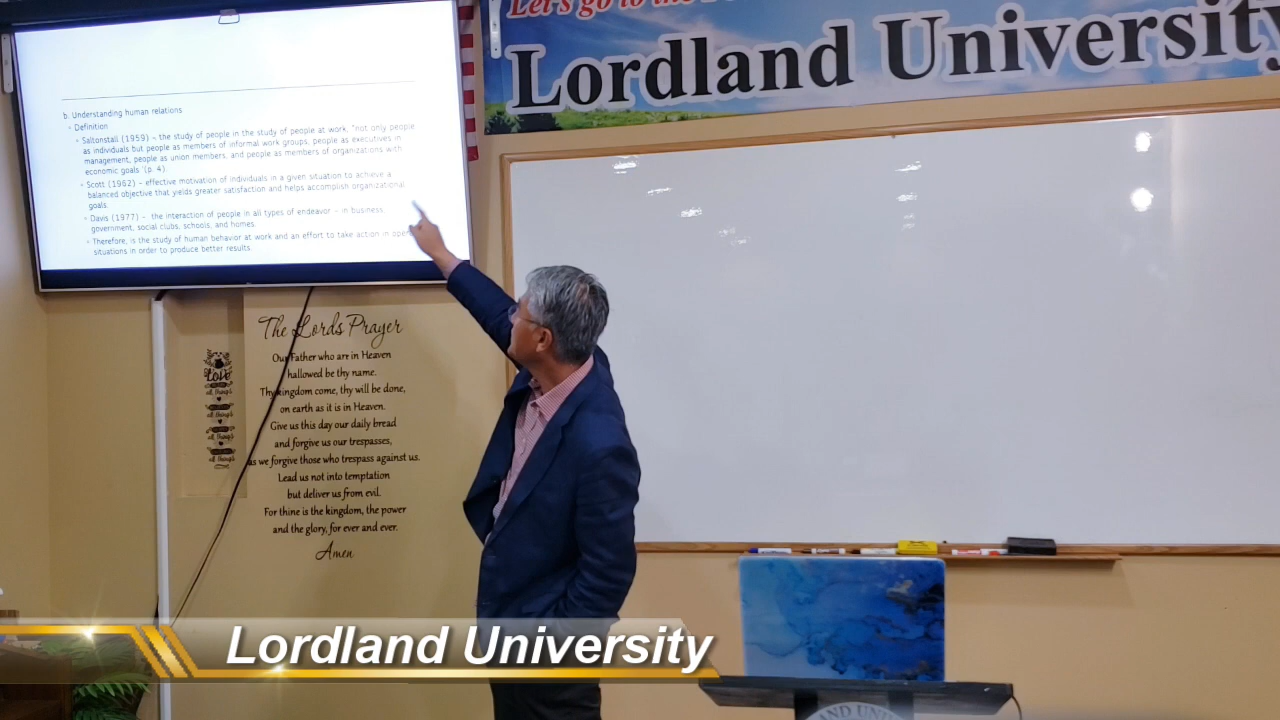 Let's go to the
Lordland University
b. Understanding human relations
Definition
Saltonstall (1959) – the study of people in the study of people at work, "not only people
as individuals but people as members of informal work groups, people as executives in
management, people as union members, and people as members of organizations with
economic goals" (p. 4)
Scott (1962) – effective motivation of individuals in a given situation to achieve a
balanced objective that yields greater satisfaction and helps accomplish organizational
goals.
Davis (1977) – the interaction of people in all types of endeavor – in business,
government, social clubs, schools, and homes.
Therefore, is the study of human behavior at work and an effort to take action in
situations in order to produce better results.
The Lords Prayer
Our Father who are in Heaven
hallowed be thy name.
Thy kingdom come, thy will be done,
on earth as it is in Heaven.
Give us this day our daily bread
and forgive us our trespasses,
as we forgive those who trespass against us.
Lead us not into temptation
but deliver us from evil.
For thine is the kingdom, the power
and the glory, for ever and ever.
Amen
Love
all things
all things
all things
all things
Lordland University